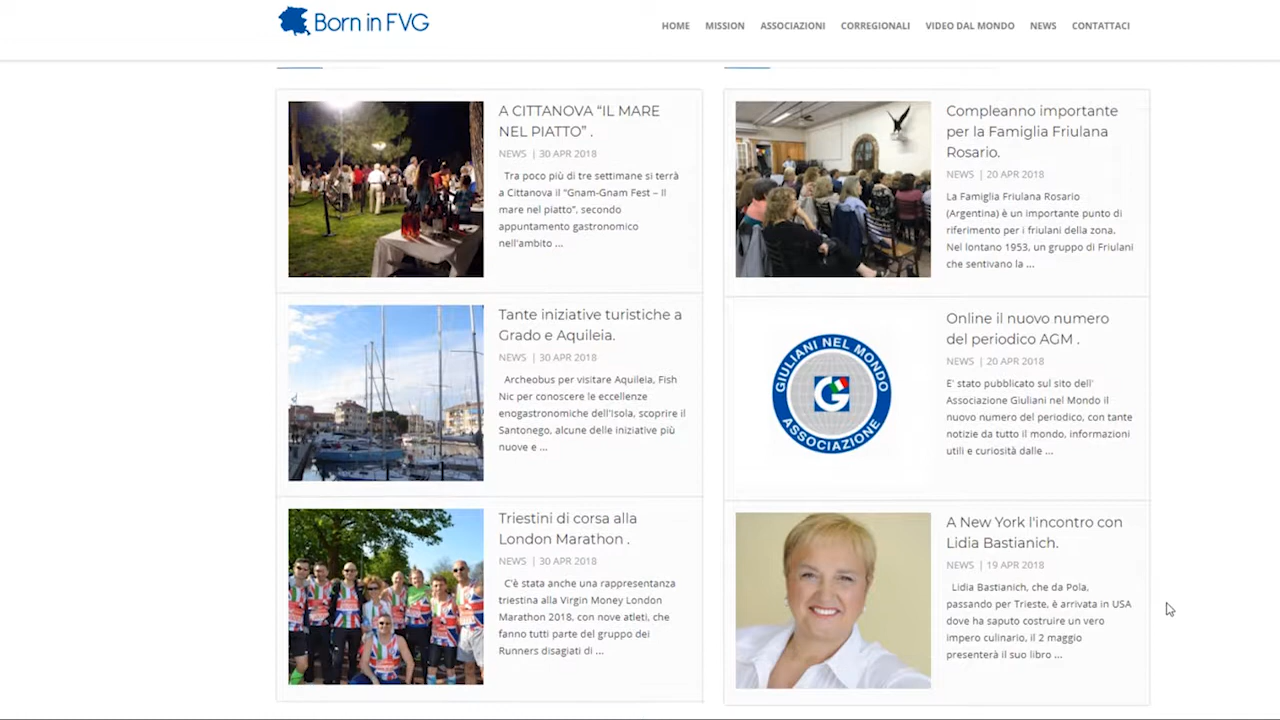 Born in FVG
HOME MISSION ASSOCIAZIONI CORREGIONALI VIDEO DAL MONDO NEWS CONTATTACI
A CITTANOVA “IL MARE
NEL PIATTO” .
NEWS | 30 APR 2018
Tra poco più di tre settimane si terrà
a Cittanova il “Gnam-Gnam Fest – Il
mare nel piatto”, secondo
appuntamento gastronomico
nell'ambito ...
Tante iniziative turistiche a
Grado e Aquileia.
NEWS | 30 APR 2018
Archeobus per visitare Aquileia, Fish
Nic per conoscere le eccellenze
enogastronomiche dell'Isola, scoprire il
Santonego, alcune delle iniziative più
nuove e ...
Triestini di corsa alla
London Marathon .
NEWS | 30 APR 2018
C'è stata anche una rappresentanza
triestina alla Virgin Money London
Marathon 2018, con nove atleti, che
fanno tutti parte del gruppo dei
Runners disagiati di ...
Compleanno importante
per la Famiglia Friulana
Rosario.
NEWS | 20 APR 2018
La Famiglia Friulana Rosario
(Argentina) è un importante punto di
riferimento per i friulani della zona.
Nel lontano 1953, un gruppo di Friulani
che sentivano la ...
GIULIANI NEL MONDO
G
ASSOCIAZIONE
Online il nuovo numero
del periodico AGM .
NEWS | 20 APR 2018
E' stato pubblicato sul sito dell'
Associazione Giuliani nel Mondo il
nuovo numero del periodico, con tante
notizie da tutto il mondo, informazioni
utili e curiosità dalle ...
A New York l'incontro con
Lidia Bastianich.
NEWS | 19 APR 2018
Lidia Bastianich, che da Pola,
passando per Trieste, è arrivata in USA
dove ha saputo costruire un vero
impero culinario, il 2 maggio
presenterà il suo libro ...